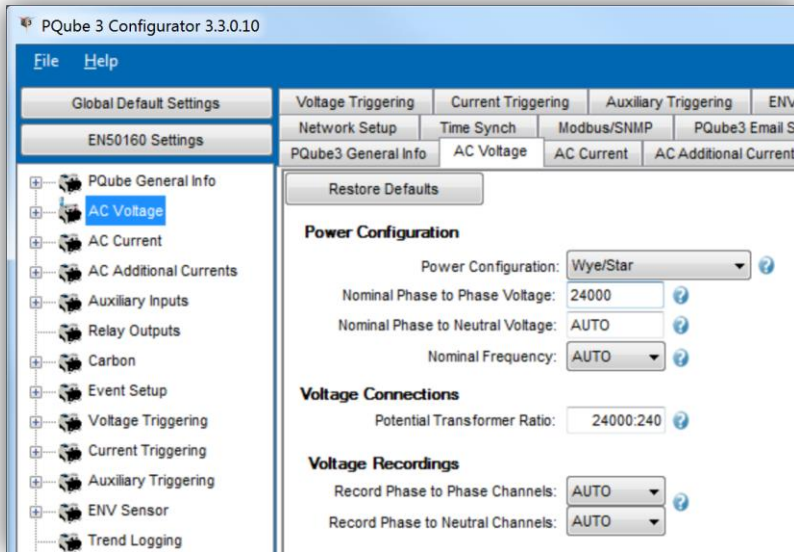 PQube 3 Configurator 3.3.0.10
File Help
Global Default Settings
EN50160 Settings
PQube General Info
AC Voltage
AC Current
AC Additional Currents
Auxiliary Inputs
Relay Outputs
Carbon
Event Setup
Voltage Triggering
Current Triggering
Auxiliary Triggering
ENV Sensor
Trend Logging
Voltage Triggering Current Triggering Auxiliary Triggering ENV
Network Setup Time Synch Modbus/SNMP PQube3 Email S
PQube3 General Info AC Voltage AC Current AC Additional Current
Restore Defaults
Power Configuration
Power Configuration: Wye/Star
Nominal Phase to Phase Voltage: 24000
Nominal Phase to Neutral Voltage: AUTO
Nominal Frequency: AUTO
Voltage Connections
Potential Transformer Ratio: 24000:240
Voltage Recordings
Record Phase to Phase Channels: AUTO
Record Phase to Neutral Channels: AUTO